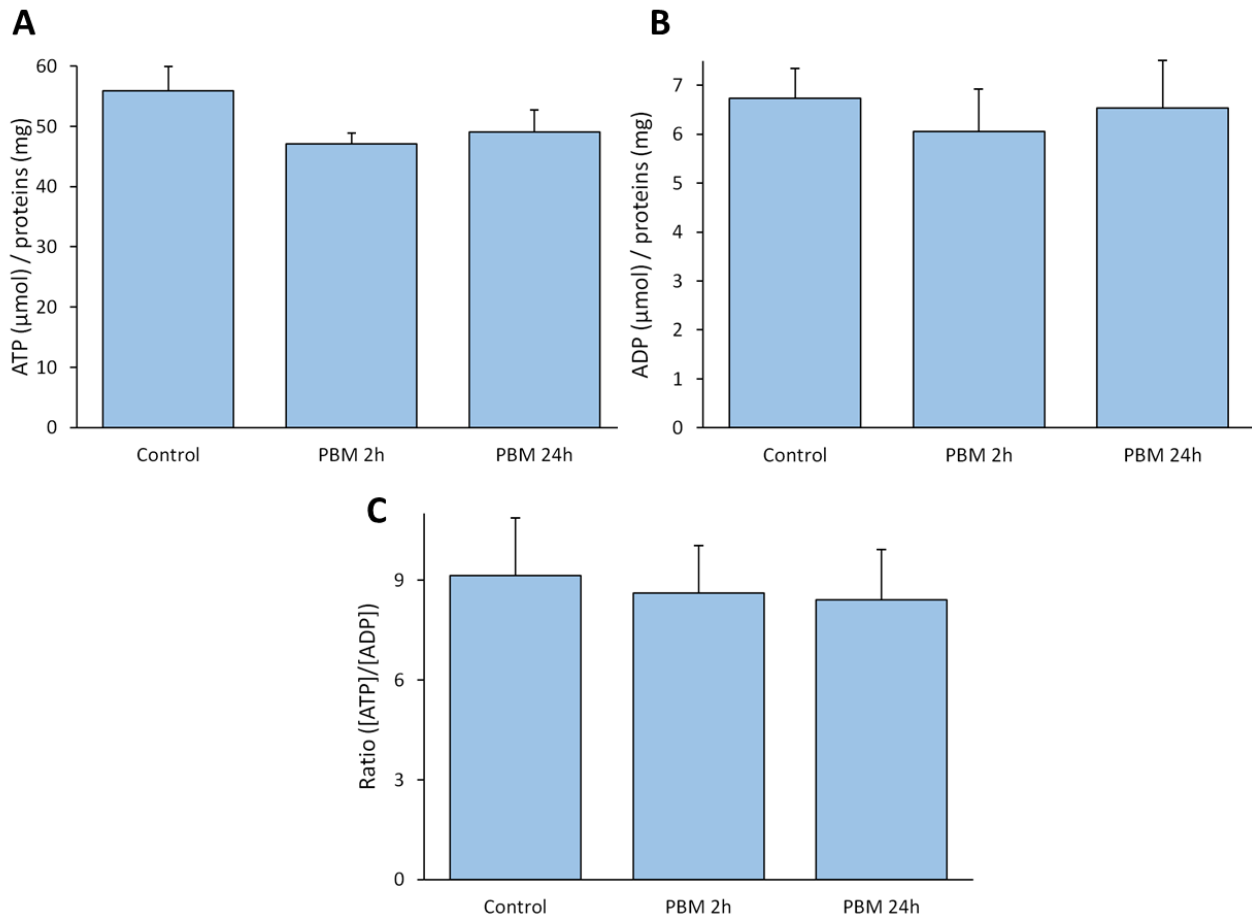 A
ATP (µmol) / proteins (mg)
60
50
40
30
20
10
0
Control PBM 2h PBM 24h
B
ADP (µmol) / proteins (mg)
7
6
5
4
3
2
1
0
Control PBM 2h PBM 24h
C
Ratio ([ATP]/[ADP])
9
6
3
0
Control PBM 2h PBM 24h